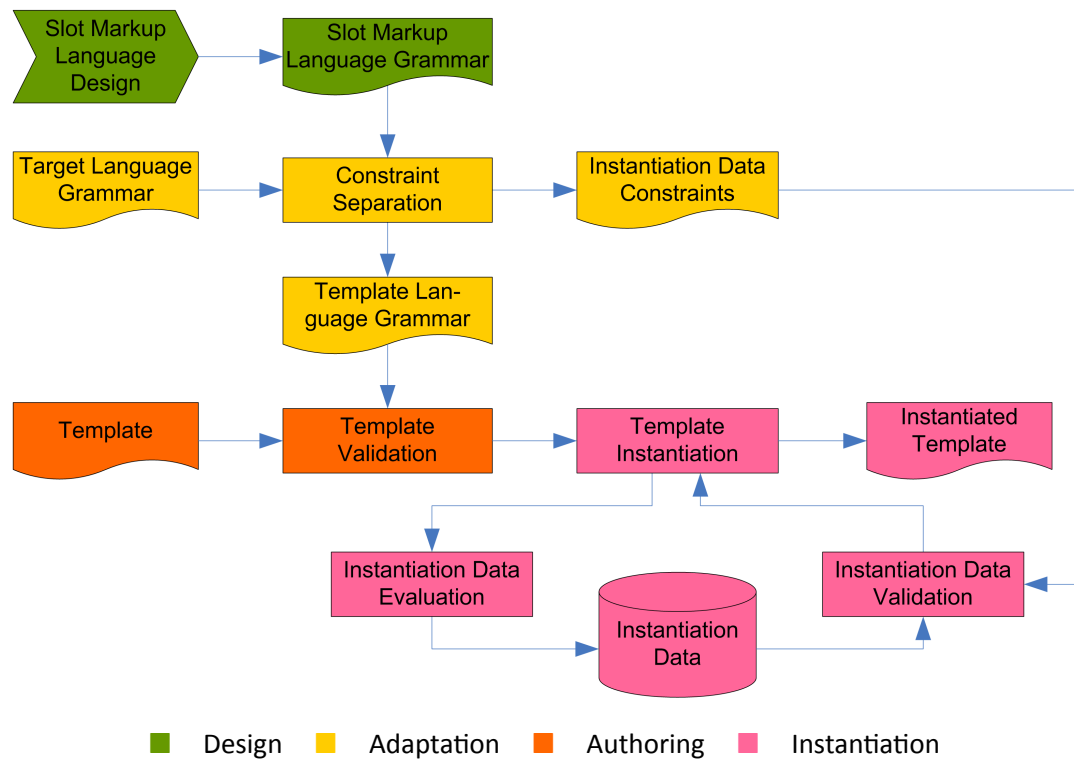 Slot Markup
Language
Design
Slot Markup
Language Grammar
Target Language
Grammar
Constraint
Separation
Instantiation Data
Constraints
Template Lan-
guage Grammar
Template
Template
Validation
Template
Instantiation
Instantiated
Template
Instantiation Data
Evaluation
Instantiation
Data
Instantiation Data
Validation
Design
Adaptation
Authoring
Instantiation